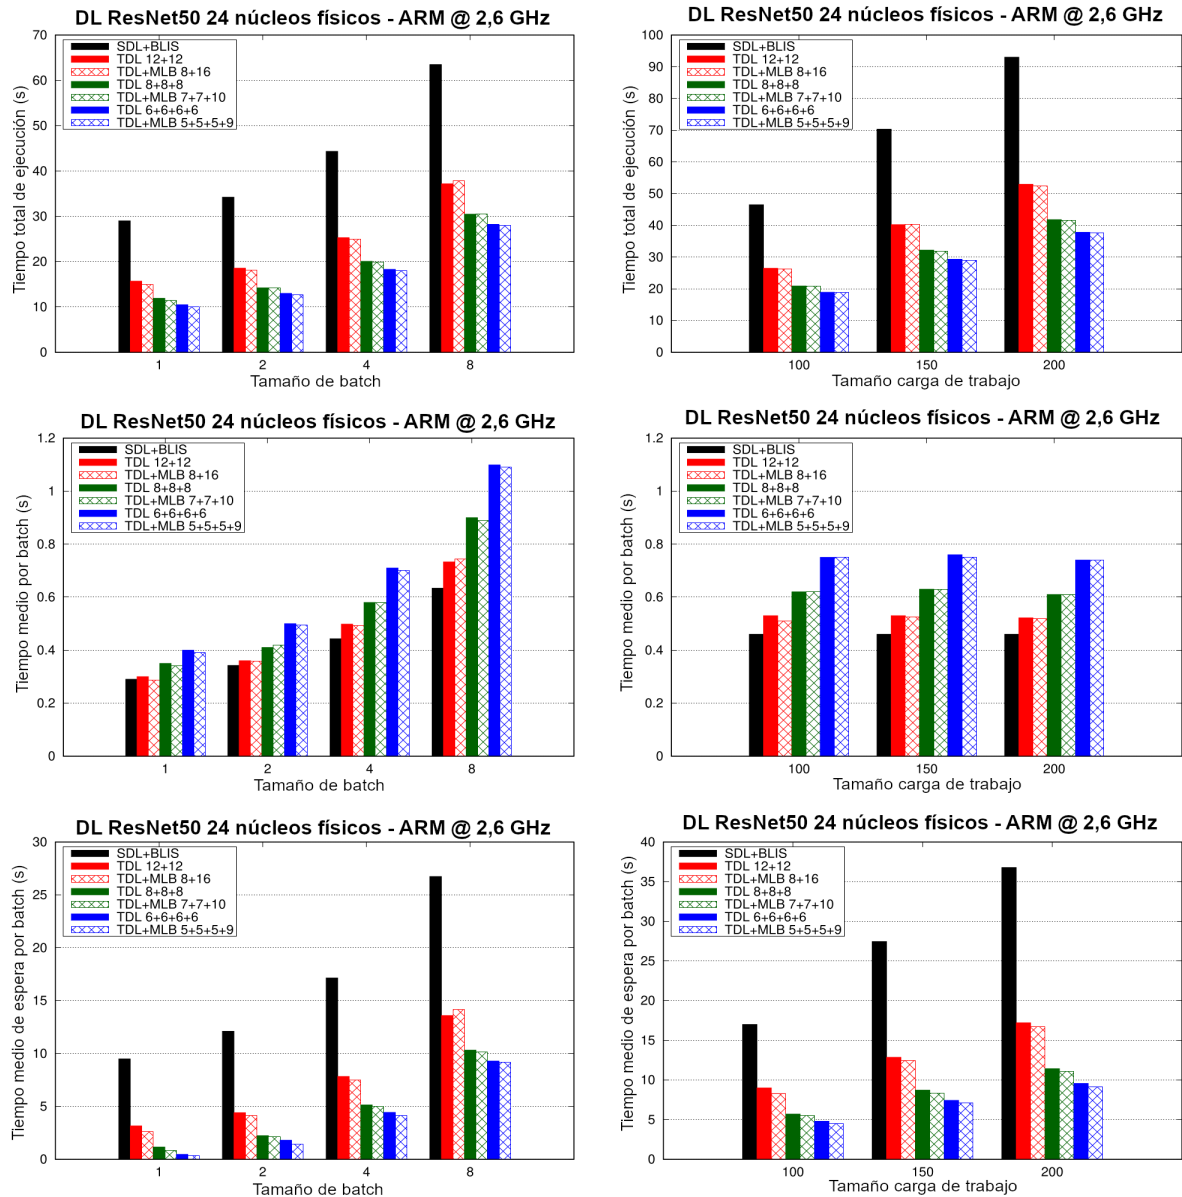 DL ResNet50 24 núcleos físicos - ARM @ 2,6 GHz
Tiempo total de ejecución (s)
70
60
50
40
30
20
10
0
SDL+BLIS
TDL 12+12
TDL+MLB 8+16
TDL 8+8+8
TDL+MLB 7+7+10
TDL 6+6+6+6
TDL+MLB 5+5+5+9
1 2 4 8
Tamaño de batch
DL ResNet50 24 núcleos físicos - ARM @ 2,6 GHz
Tiempo total de ejecución (s)
100
90
80
70
60
50
40
30
20
10
0
SDL+BLIS
TDL 12+12
TDL+MLB 8+16
TDL 8+8+8
TDL+MLB 7+7+10
TDL 6+6+6+6
TDL+MLB 5+5+5+9
100 150 200
Tamaño carga de trabajo
DL ResNet50 24 núcleos físicos - ARM @ 2,6 GHz
Tiempo medio por batch (s)
1.2
1
0.8
0.6
0.4
0.2
0
SDL+BLIS
TDL 12+12
TDL+MLB 8+16
TDL 8+8+8
TDL+MLB 7+7+10
TDL 6+6+6+6
TDL+MLB 5+5+5+9
1 2 4 8
Tamaño de batch
DL ResNet50 24 núcleos físicos - ARM @ 2,6 GHz
Tiempo medio por batch (s)
1.2
1
0.8
0.6
0.4
0.2
0
SDL+BLIS
TDL 12+12
TDL+MLB 8+16
TDL 8+8+8
TDL+MLB 7+7+10
TDL 6+6+6+6
TDL+MLB 5+5+5+9
100 150 200
Tamaño carga de trabajo
DL ResNet50 24 núcleos físicos - ARM @ 2,6 GHz
Tiempo medio de espera por batch (s)
30
25
20
15
10
5
0
SDL+BLIS
TDL 12+12
TDL+MLB 8+16
TDL 8+8+8
TDL+MLB 7+7+10
TDL 6+6+6+6
TDL+MLB 5+5+5+9
1 2 4 8
Tamaño de batch
DL ResNet50 24 núcleos físicos - ARM @ 2,6 GHz
Tiempo medio de espera por batch (s)
40
35
30
25
20
15
10
5
0
SDL+BLIS
TDL 12+12
TDL+MLB 8+16
TDL 8+8+8
TDL+MLB 7+7+10
TDL 6+6+6+6
TDL+MLB 5+5+5+9
100 150 200
Tamaño carga de trabajo